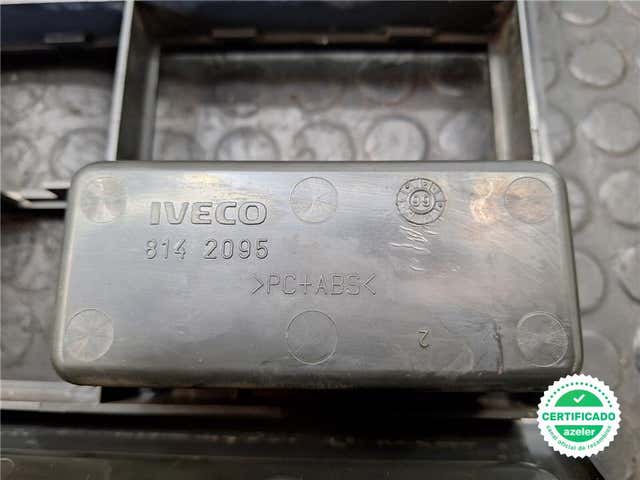 IVECO
814 2095
>PC+ABS<
2
CERTIFICADO
azeler